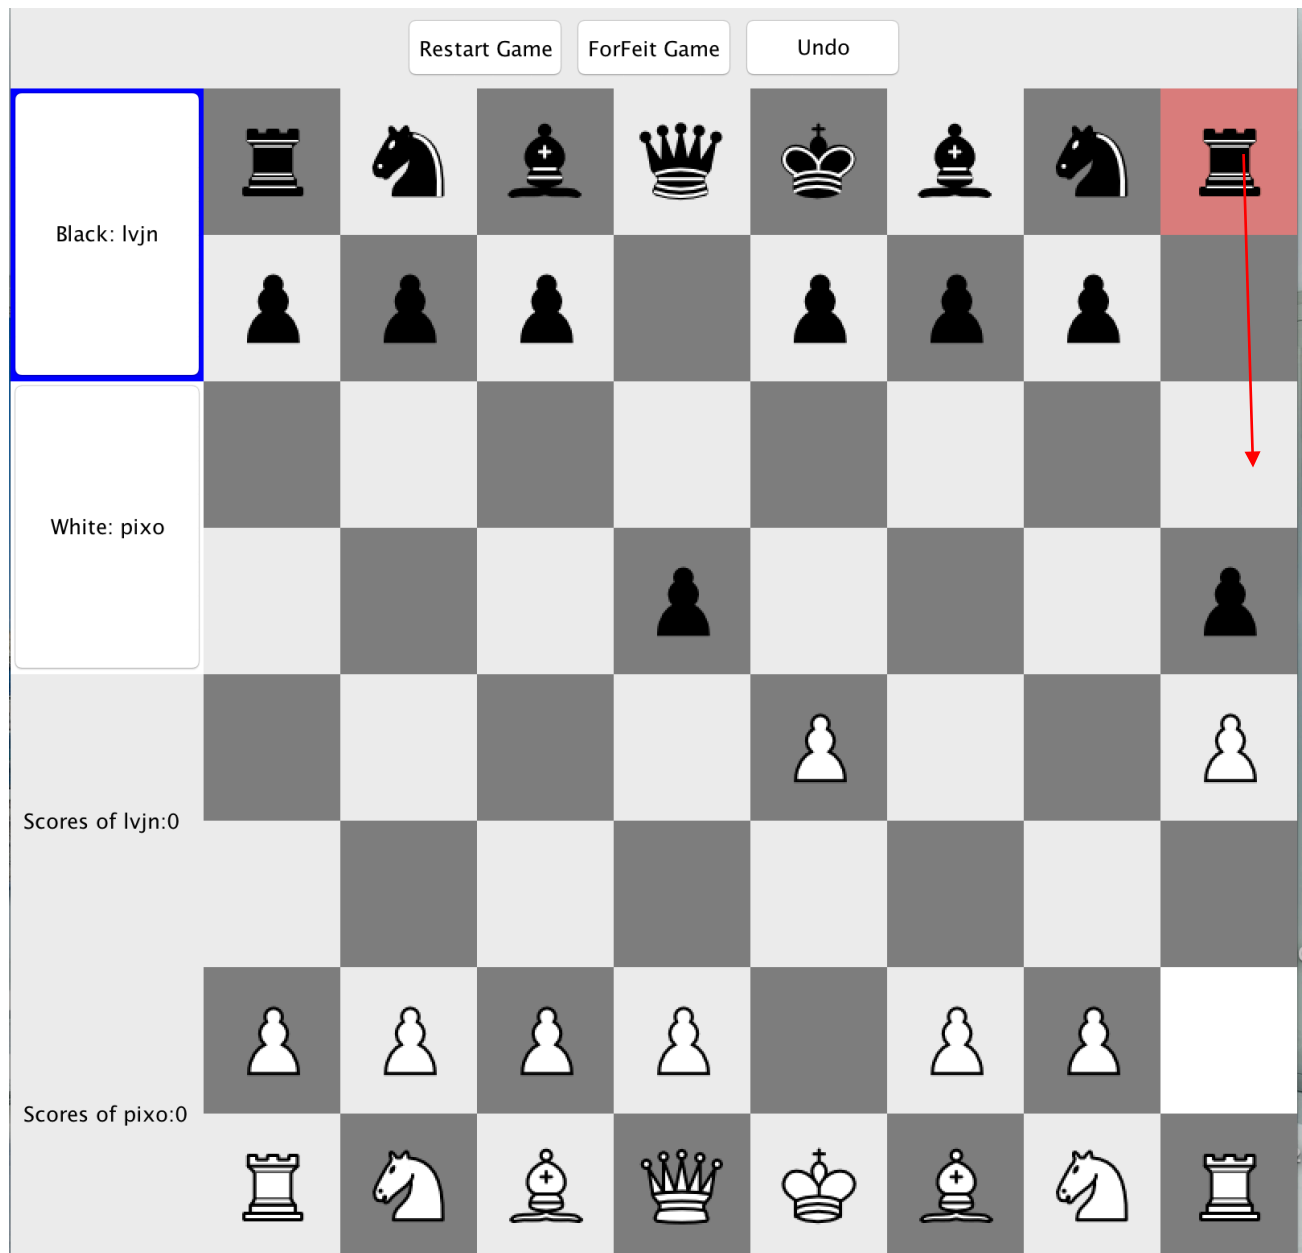 Restart Game
ForFeit Game
Undo
Black: lvjn
White: pixo
Scores of lvjn:0
Scores of pixo:0